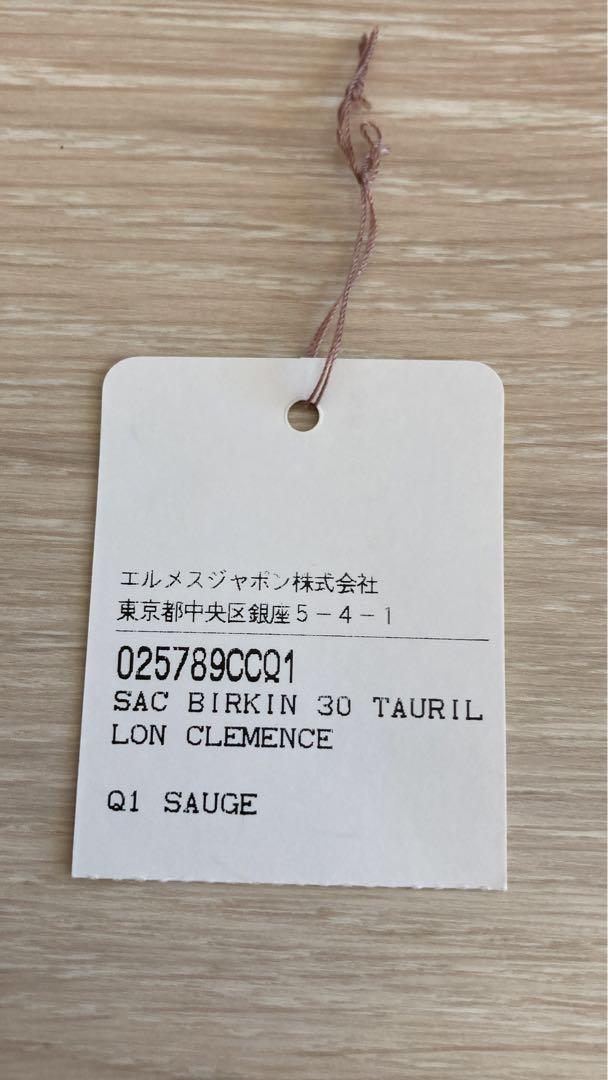 エルメスジャポン株式会社
東京都中央区銀座5-4-1
025789CCQ1
SAC BIRKIN 30 TAURIL
LON CLEMENCE
Q1 SAUGE